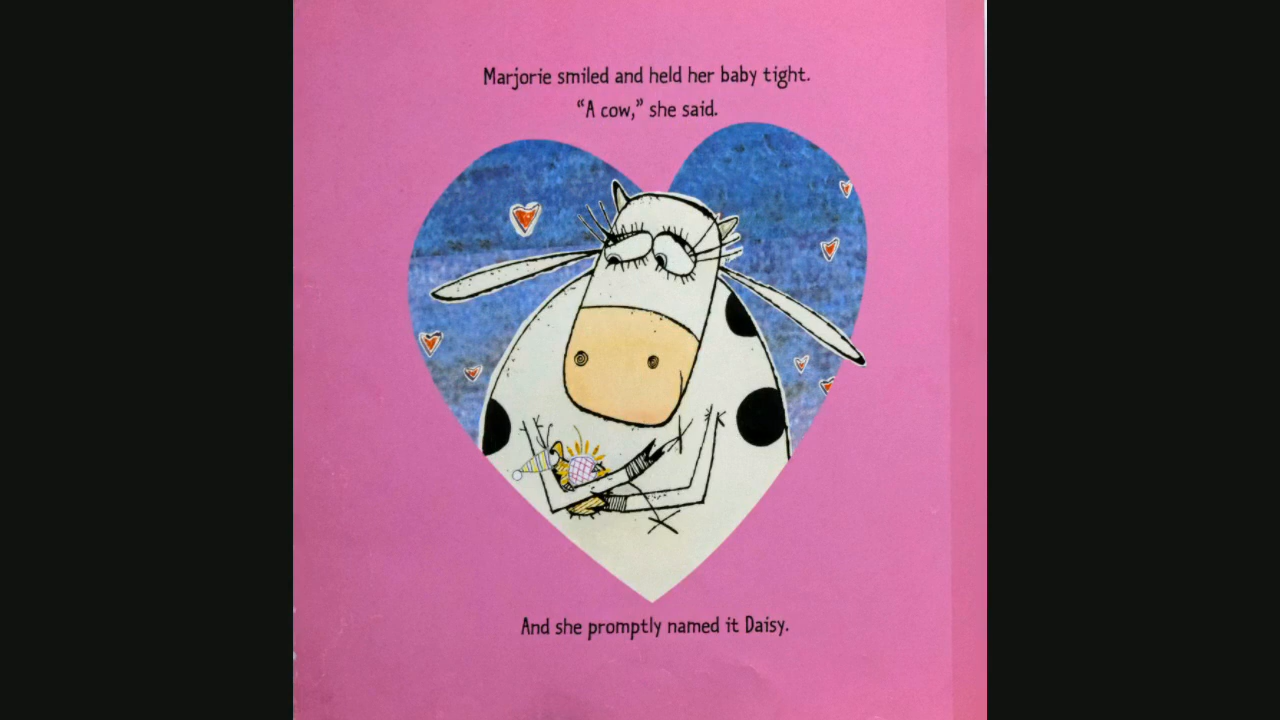 Marjorie smiled and held her baby tight.
“A cow,” she said.
And she promptly named it Daisy.